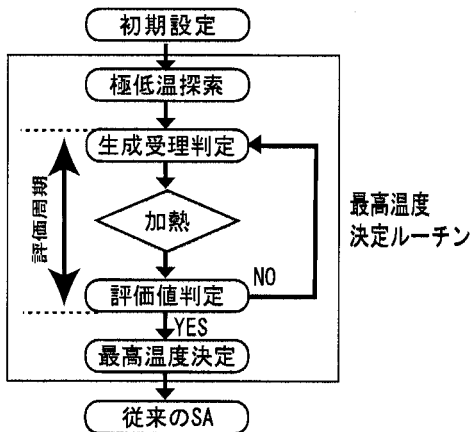 初期設定
極低温探索
生成受理判定
評価周期
加熱
最高温度
決定ルーチン
評価値判定
NO
YES
最高温度決定
従来のSA